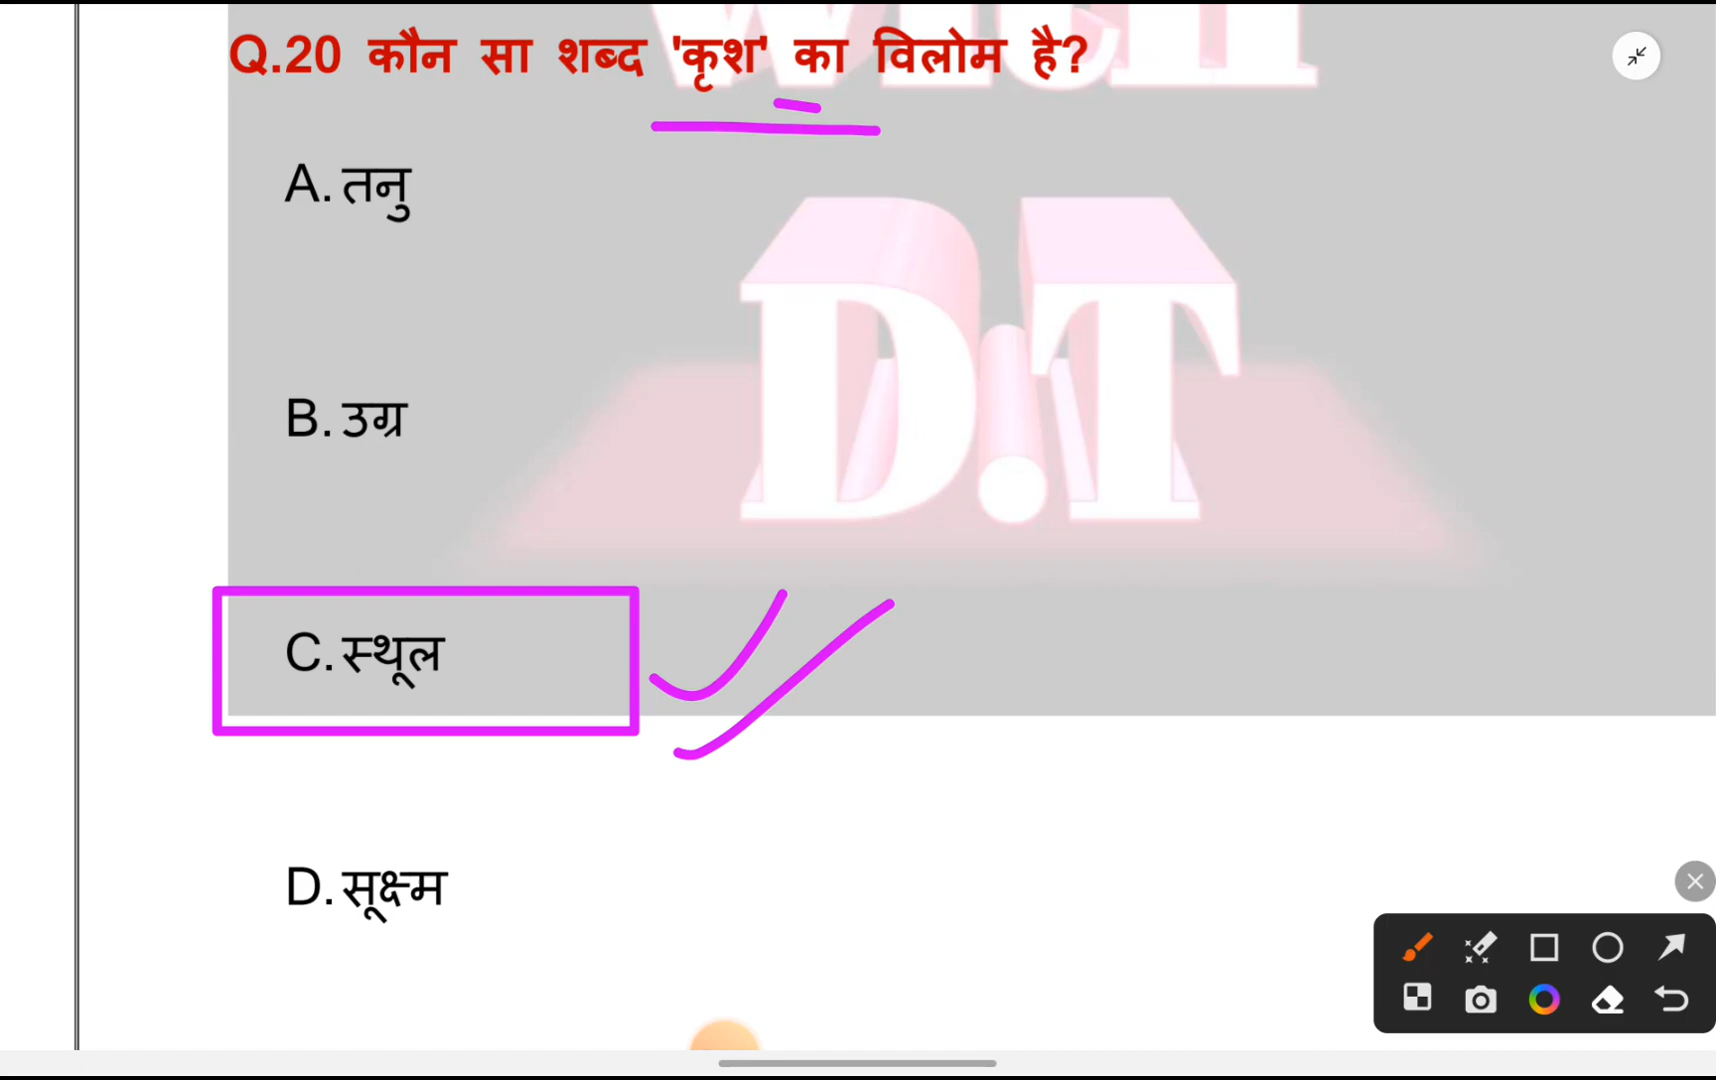 Q.20 कौन सा शब्द 'कृश' का विलोम है?
A. तनु
B. उग्र
C. स्थूल
D. सूक्ष्म
D.T